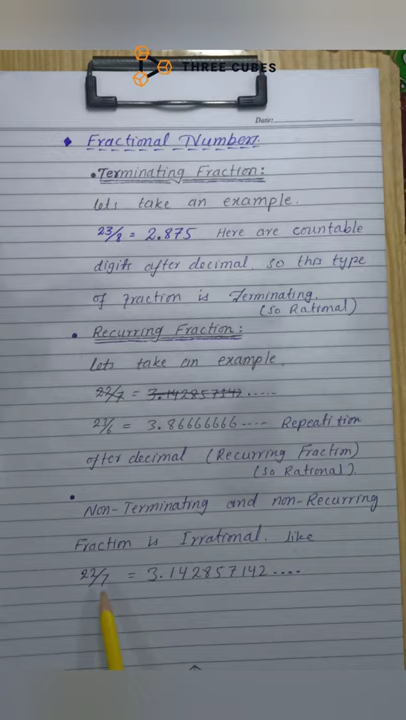 THREE CUBES
Date:
Fractional Number
Terminating Fraction:
lets take an example.
23/8 = 2.875 Here are countable
digits after decimal, so this type
of fraction is Terminating.
(so Rational)
Recurring Fraction:
lets take an example.
22/7 = 3.142857142.....
23/6 = 3.86666666.... Repeatition
after decimal (Recurring Fraction)
(so Rational).
Non-Terminating and non-Recurring
Fraction is Irrational. like
22/7 = 3.142857142....